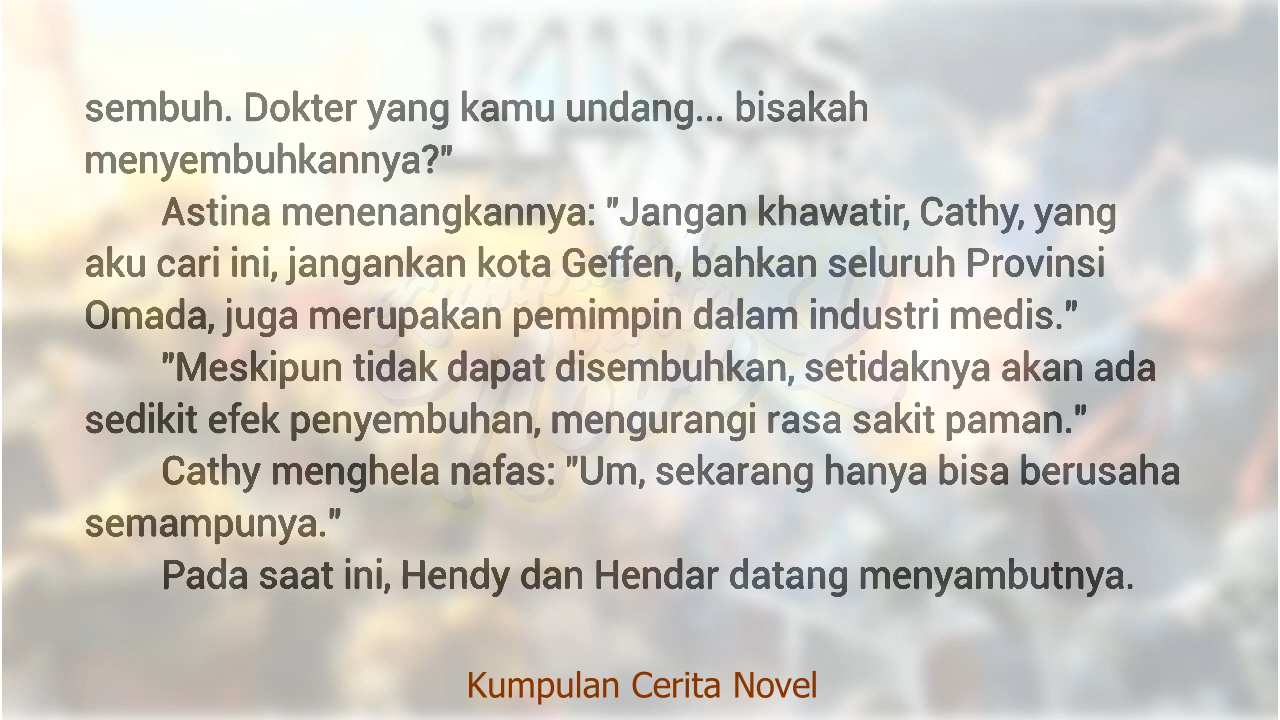 KINGS
sembuh. Dokter yang kamu undang... bisakah
menyembuhkannya?"
Astina menenangkannya: "Jangan khawatir, Cathy, yang
aku cari ini, jangankan kota Geffen, bahkan seluruh Provinsi
Omada, juga merupakan pemimpin dalam industri medis."
"Meskipun tidak dapat disembuhkan, setidaknya akan ada
sedikit efek penyembuhan, mengurangi rasa sakit paman."
Cathy menghela nafas: "Um, sekarang hanya bisa berusaha
semampunya."
Pada saat ini, Hendy dan Hendar datang menyambutnya.
Kumpulan Cerita Novel